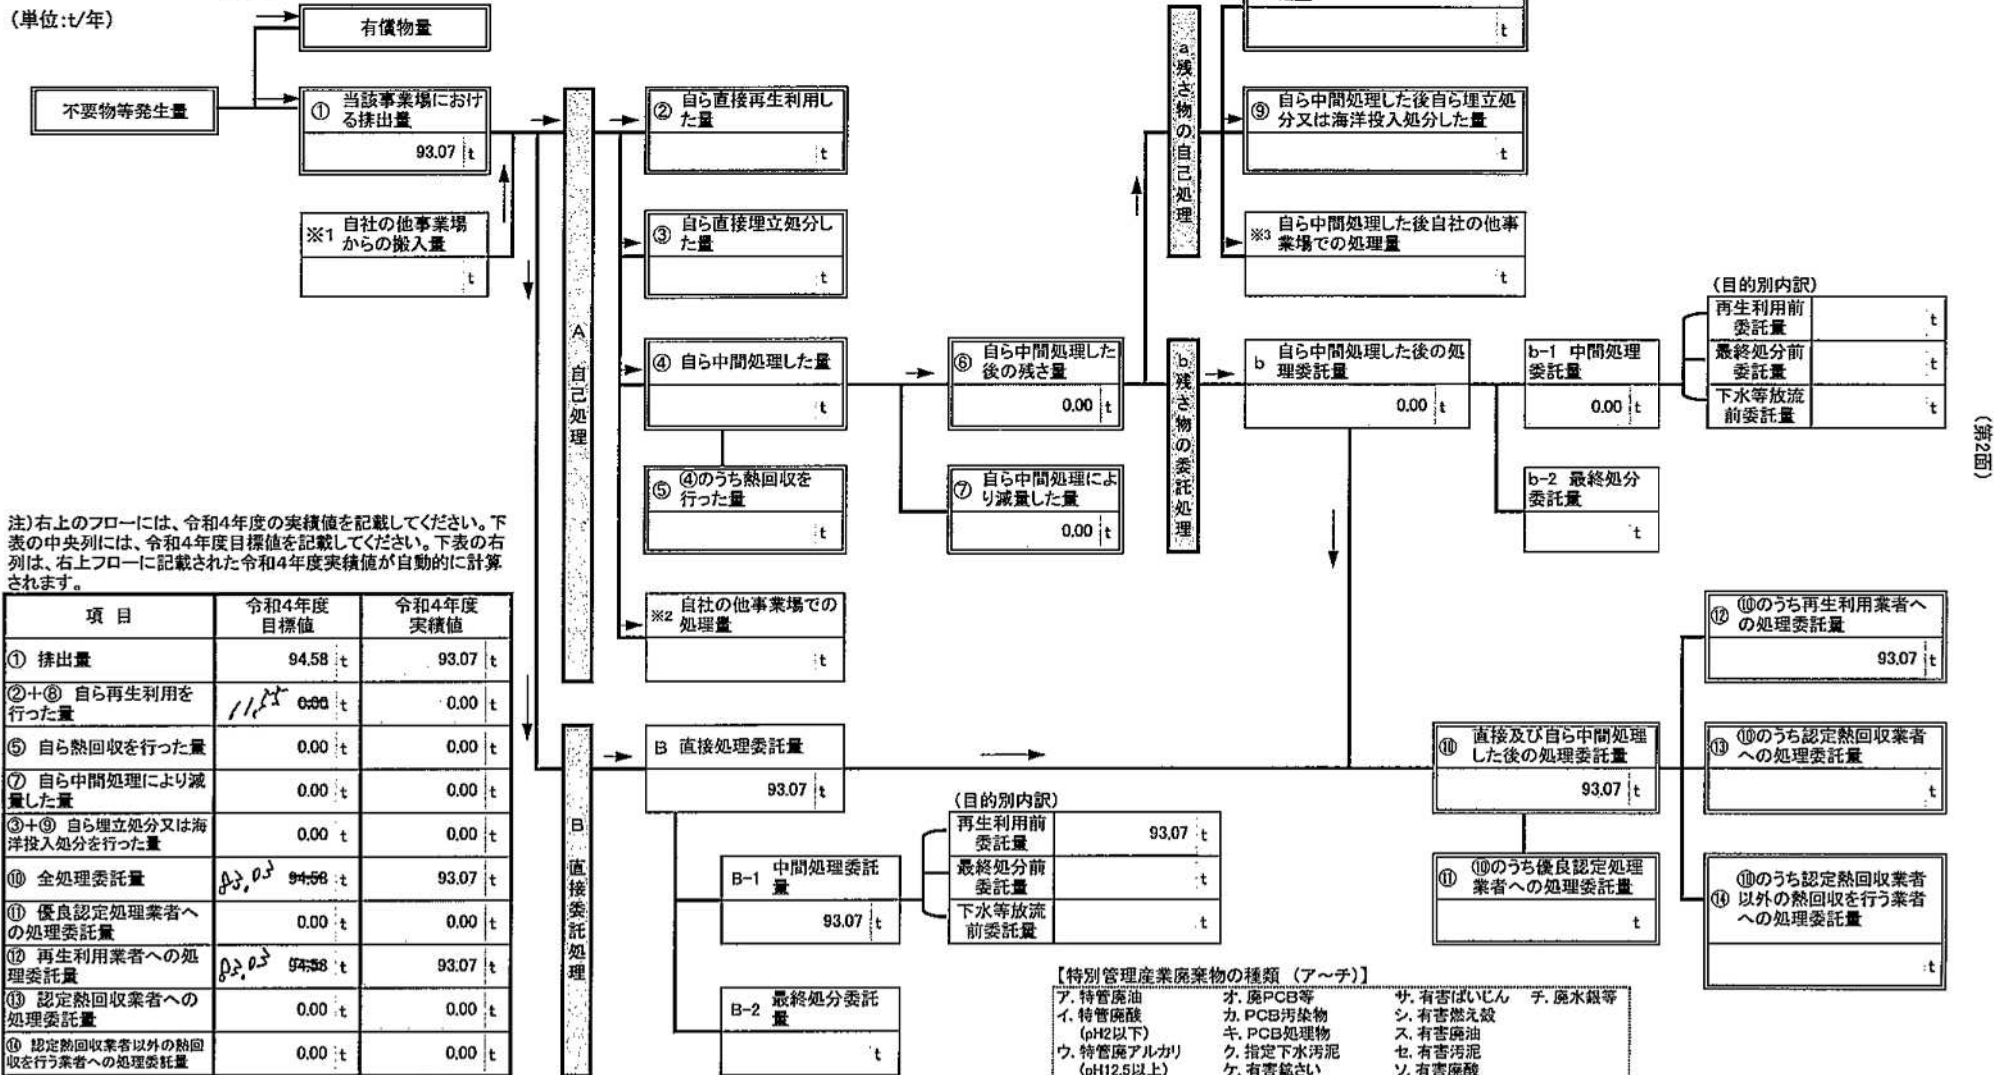 (単位:t/年)
有償物量
不要物等発生量
① 当該事業場におけ
る排出量
93.07 t
※1 自社の他事業場
からの搬入量
t
A 自己処理
② 自ら直接再生利用し
た量
t
③ 自ら直接埋立処分し
た量
t
④ 自ら中間処理した量
t
⑤ ④のうち熱回収を
行った量
t
※2 自社の他事業場での
処理量
t
⑥ 自ら中間処理した
後の残さ量
0.00 t
⑦ 自ら中間処理によ
り減量した量
0.00 t
a 残さ物の自己処理
t
⑨ 自ら中間処理した後自ら埋立処
分又は海洋投入処分した量
t
※3 自ら中間処理した後自社の他事
業場での処理量
t
b 残さ物の委託処理
b 自ら中間処理した後の処
理委託量
0.00 t
b-1 中間処理
委託量
0.00 t
(目的別内訳)
再生利用前
委託量 t
最終処分前
委託量 t
下水等放流
前委託量 t
b-2 最終処分
委託量
t
(第2面)
注)右上のフローには、令和4年度の実績値を記載してください。下
表の中央列には、令和4年度目標値を記載してください。下表の右
列は、右上フローに記載された令和4年度実績値が自動的に計算
されます。
項 目 令和4年度 目標値 令和4年度 実績値
① 排出量 94.58 t 93.07 t
②+⑧ 自ら再生利用を
行った量 11.55 0.00 t 0.00 t
⑤ 自ら熱回収を行った量 0.00 t 0.00 t
⑦ 自ら中間処理により減
量した量 0.00 t 0.00 t
③+⑨ 自ら埋立処分又は海
洋投入処分を行った量 0.00 t 0.00 t
⑩ 全処理委託量 83.03 94.58 t 93.07 t
⑪ 優良認定処理業者へ
の処理委託量 0.00 t 0.00 t
⑫ 再生利用業者への処
理委託量 83.03 94.58 t 93.07 t
⑬ 認定熱回収業者への
処理委託量 0.00 t 0.00 t
⑭ 認定熱回収業者以外の熱回
収を行う業者への処理委託量 0.00 t 0.00 t
B 直接委託処理
B 直接処理委託量
93.07 t
B-1 中間処理委託
量
93.07 t
(目的別内訳)
再生利用前
委託量 93.07 t
最終処分前
委託量 t
下水等放流
前委託量 t
B-2 最終処分委託
量
t
⑩ 直接及び自ら中間処理
した後の処理委託量
93.07 t
⑪ ⑩のうち優良認定処理
業者への処理委託量
t
⑫ ⑩のうち再生利用業者へ
の処理委託量
93.07 t
⑬ ⑩のうち認定熱回収業者
への処理委託量
t
⑭ ⑩のうち認定熱回収業者
以外の熱回収を行う業者
への処理委託量
t
【特別管理産業廃棄物の種類 (ア～チ)】
ア. 特管廃油 オ. 廃PCB等 サ. 有害ばいじん チ. 廃水銀等
イ. 特管廃酸 カ. PCB汚染物 シ. 有害燃え殻
(pH2以下) キ. PCB処理物 ス. 有害廃油
ウ. 特管廃アルカリ ク. 指定下水汚泥 セ. 有害汚泥
(pH12.5以上) ケ. 有害鉱さい ソ. 有害廃酸